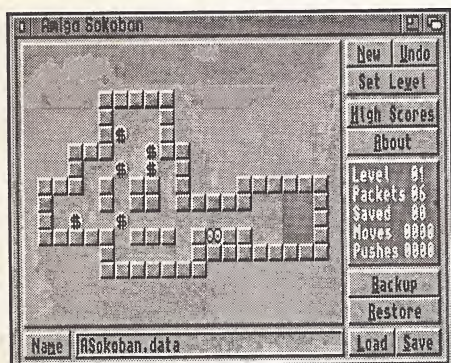 Amiga Sokoban
New Undo
Set Level
High Scores
About
Level 01
Packets 06
Saved 00
Moves 0000
Pushes 0000
Backup
Restore
Name ASokoban.data Load Save
$
$
$ $
$ $